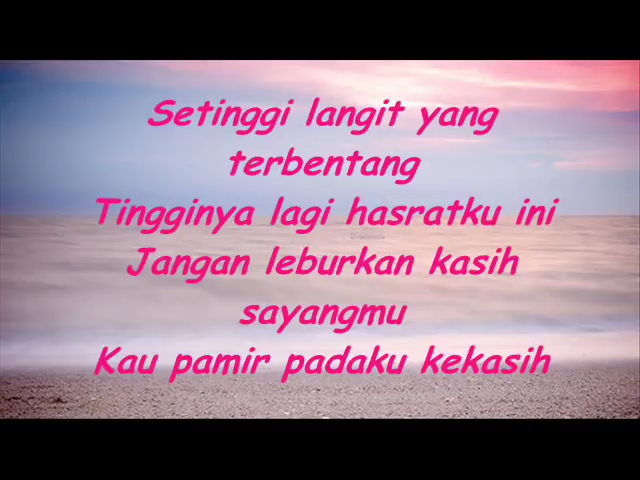 Setinggi langit yang
terbentang
Tingginya lagi hasratku ini
Jangan leburkan kasih
sayangmu
Kau pamir padaku kekasih